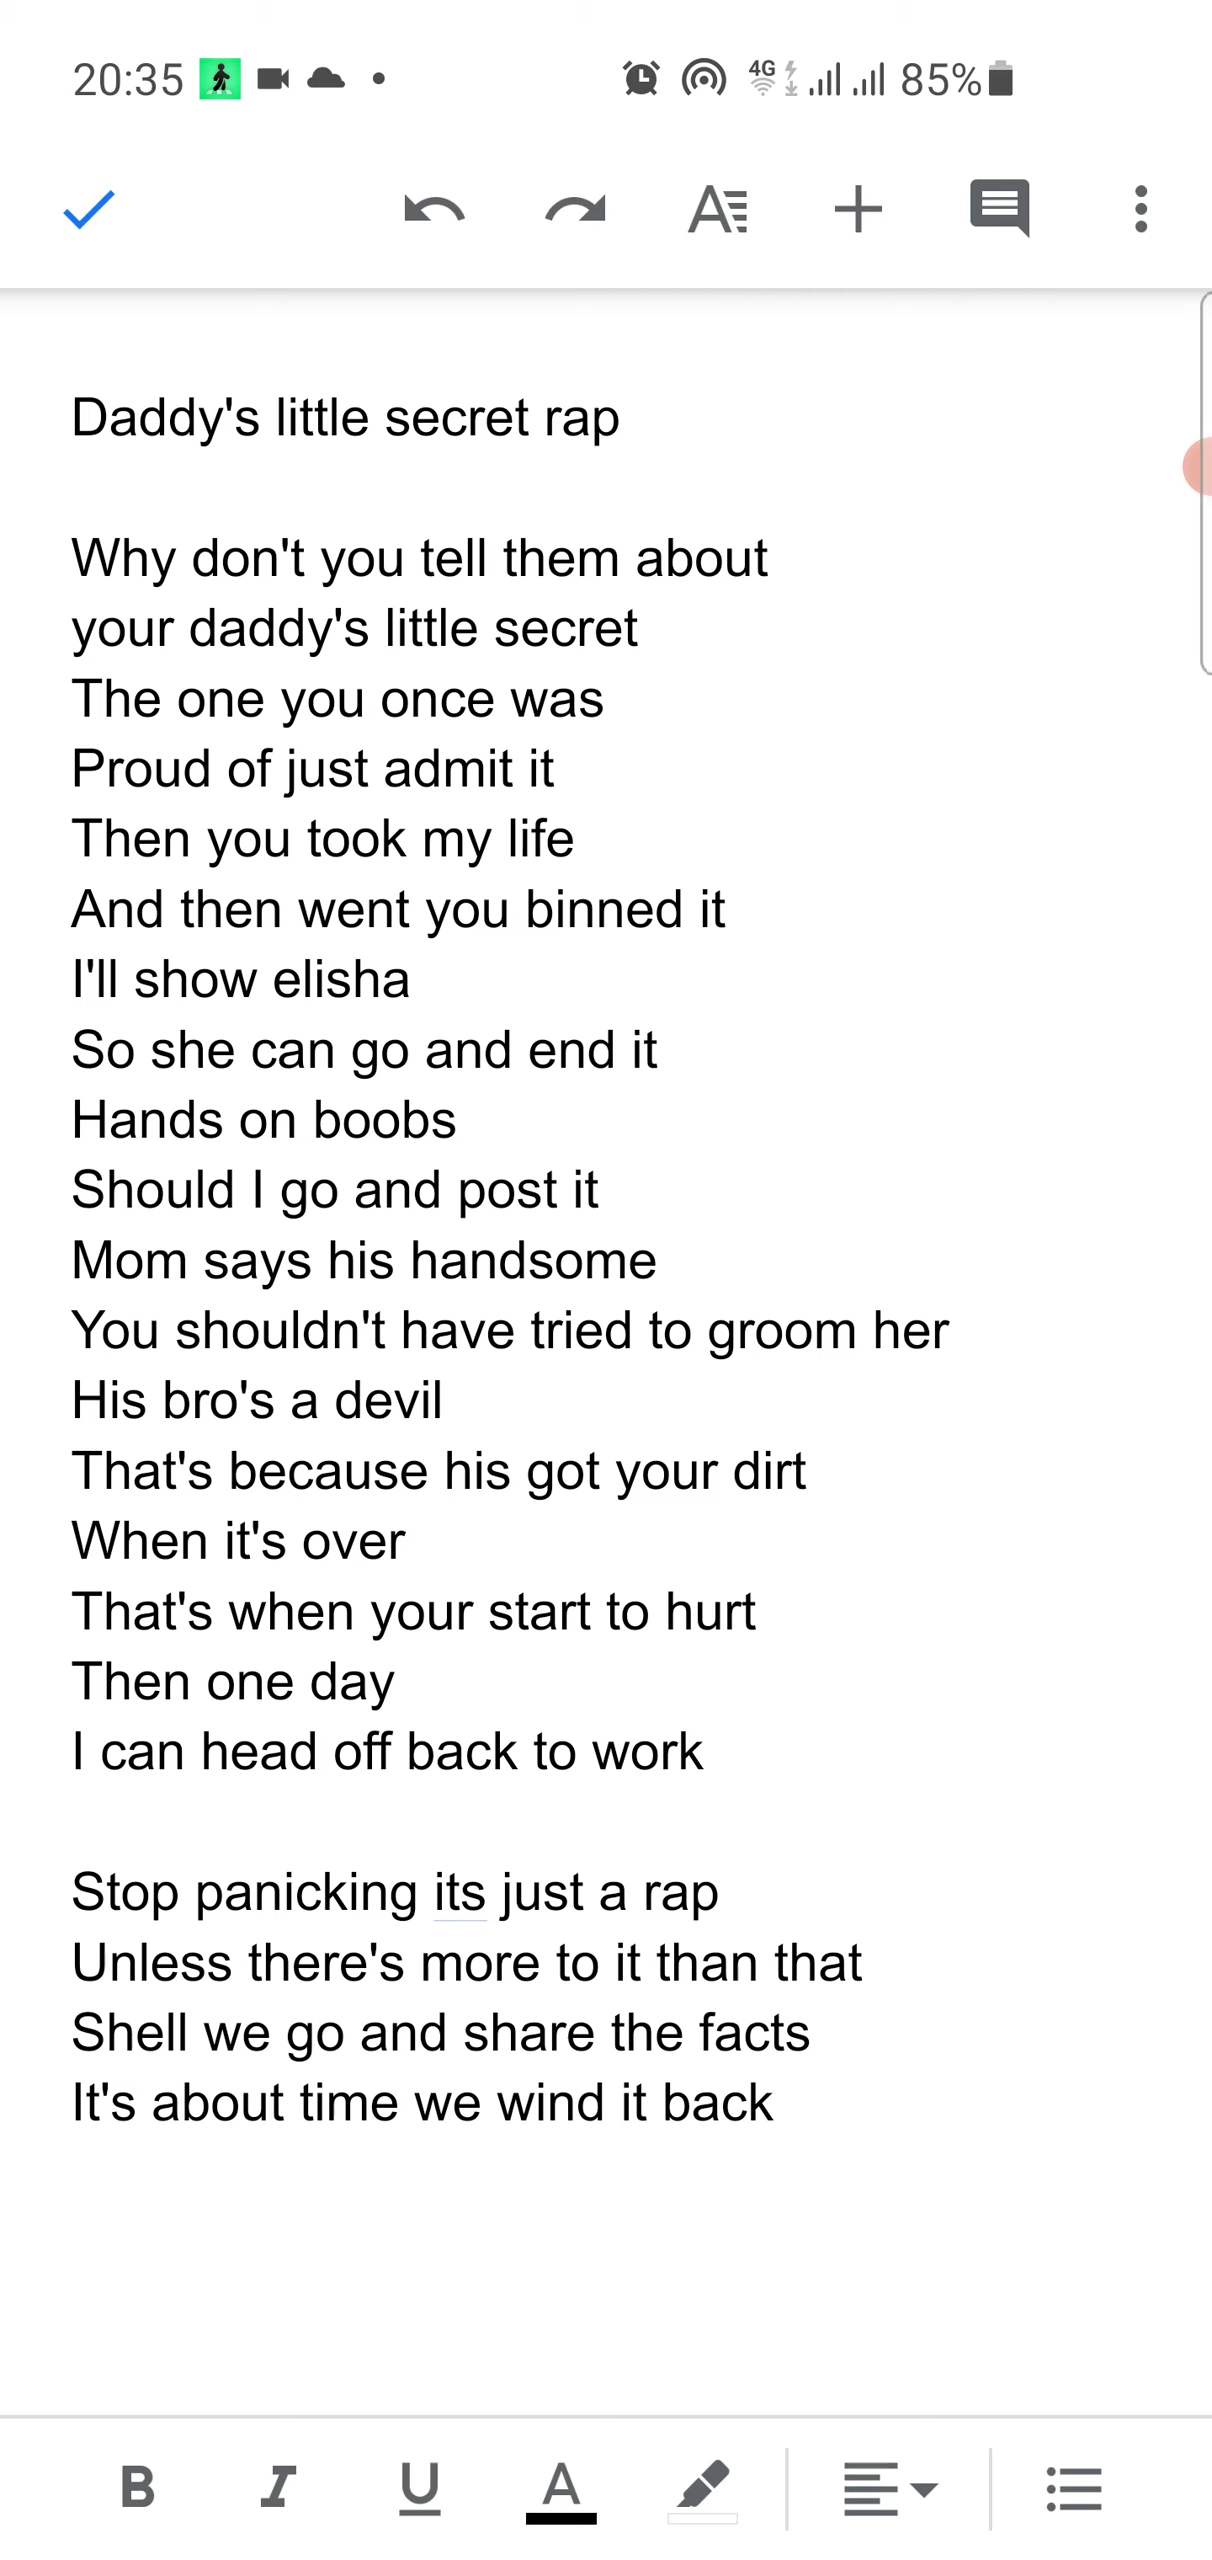 20:35 4G 85%
Daddy's little secret rap
Why don't you tell them about
your daddy's little secret
The one you once was
Proud of just admit it
Then you took my life
And then went you binned it
I'll show elisha
So she can go and end it
Hands on boobs
Should I go and post it
Mom says his handsome
You shouldn't have tried to groom her
His bro's a devil
That's because his got your dirt
When it's over
That's when your start to hurt
Then one day
I can head off back to work
Stop panicking its just a rap
Unless there's more to it than that
Shell we go and share the facts
It's about time we wind it back
B I U A